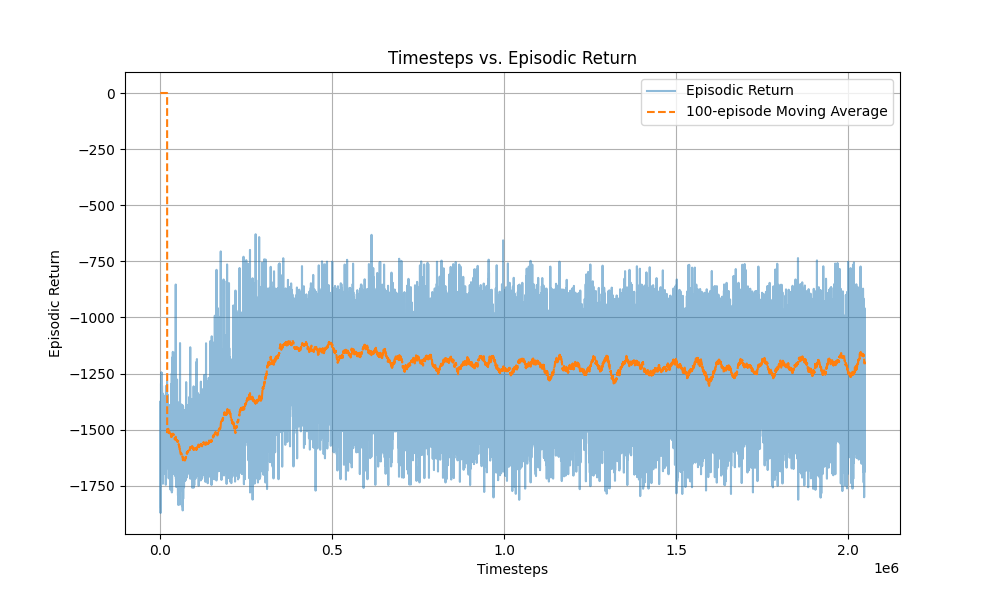 Timesteps vs. Episodic Return
Episodic Return
100-episode Moving Average
0
−250
−500
−750
−1000
−1250
−1500
−1750
Episodic Return
0.0
0.5
1.0
1.5
2.0
1e6
Timesteps